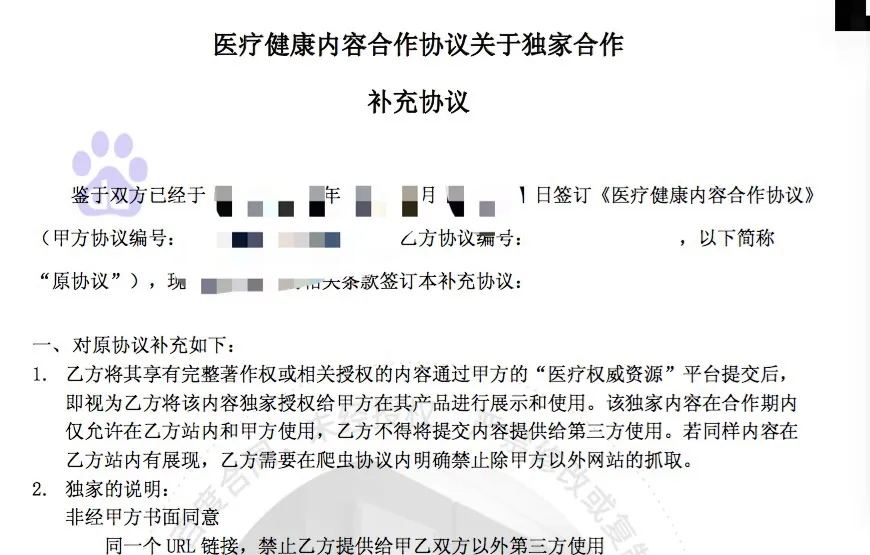 医疗健康内容合作协议关于独家合作
补充协议
鉴于双方已经于 年 月 日签订《医疗健康内容合作协议》
（甲方协议编号： 乙方协议编号： ，以下简称
“原协议”），现 相关条款签订本补充协议：
一、对原协议补充如下：
1. 乙方将其享有完整著作权或相关授权的内容通过甲方的“医疗权威资源”平台提交后，
即视为乙方将该内容独家授权给甲方在其产品进行展示和使用。该独家内容在合作期内
仅允许在乙方站内和甲方使用，乙方不得将提交内容提供给第三方使用。若同样内容在
乙方站内有展现，乙方需要在爬虫协议内明确禁止除甲方以外网站的抓取。
2. 独家的说明：
非经甲方书面同意
同一个 URL 链接，禁止乙方提供给甲乙双方以外第三方使用
百度合同 未经授权 改或复制